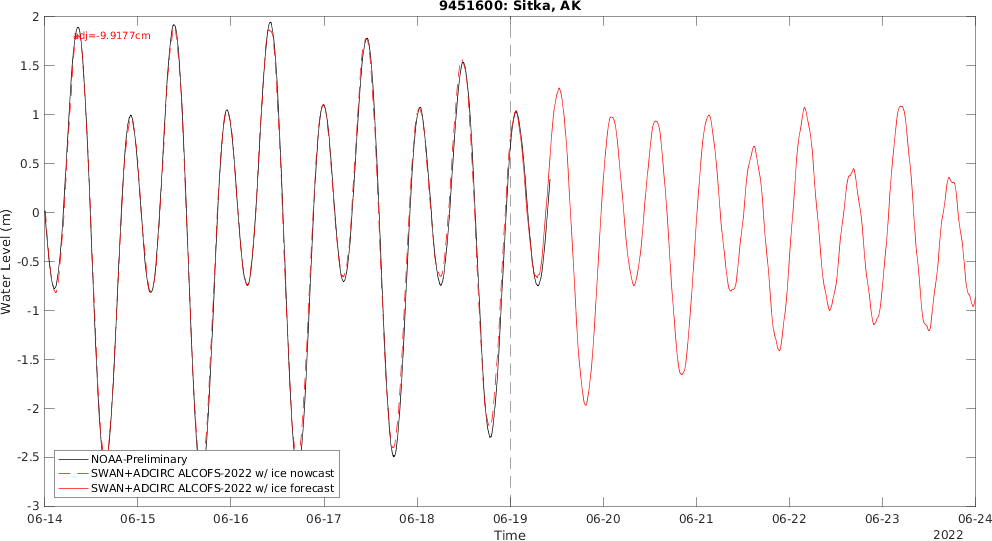 9451600: Sitka, AK
adj=-9.9177cm
Water Level (m)
2
1.5
1
0.5
0
-0.5
-1
-1.5
-2
-2.5
-3
NOAA-Preliminary
SWAN+ADCIRC ALCOFS-2022 w/ ice nowcast
SWAN+ADCIRC ALCOFS-2022 w/ ice forecast
06-14 06-15 06-16 06-17 06-18 06-19 06-20 06-21 06-22 06-23 06-24
Time
2022